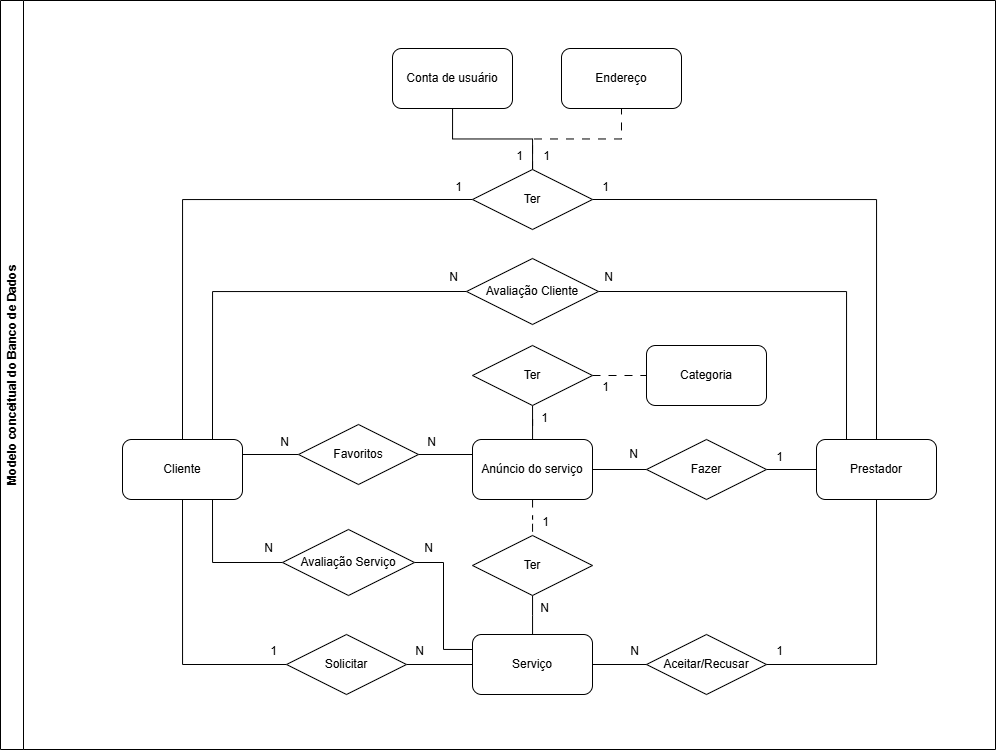 Modelo conceitual do Banco de Dados
Conta de usuário
Endereço
1
1
1
Ter
1
N
Avaliação Cliente
N
Ter
1
Categoria
1
Cliente
N
Favoritos
N
Anúncio do serviço
N
Fazer
1
Prestador
1
N
Avaliação Serviço
N
Ter
N
1
Solicitar
N
Serviço
N
Aceitar/Recusar
1